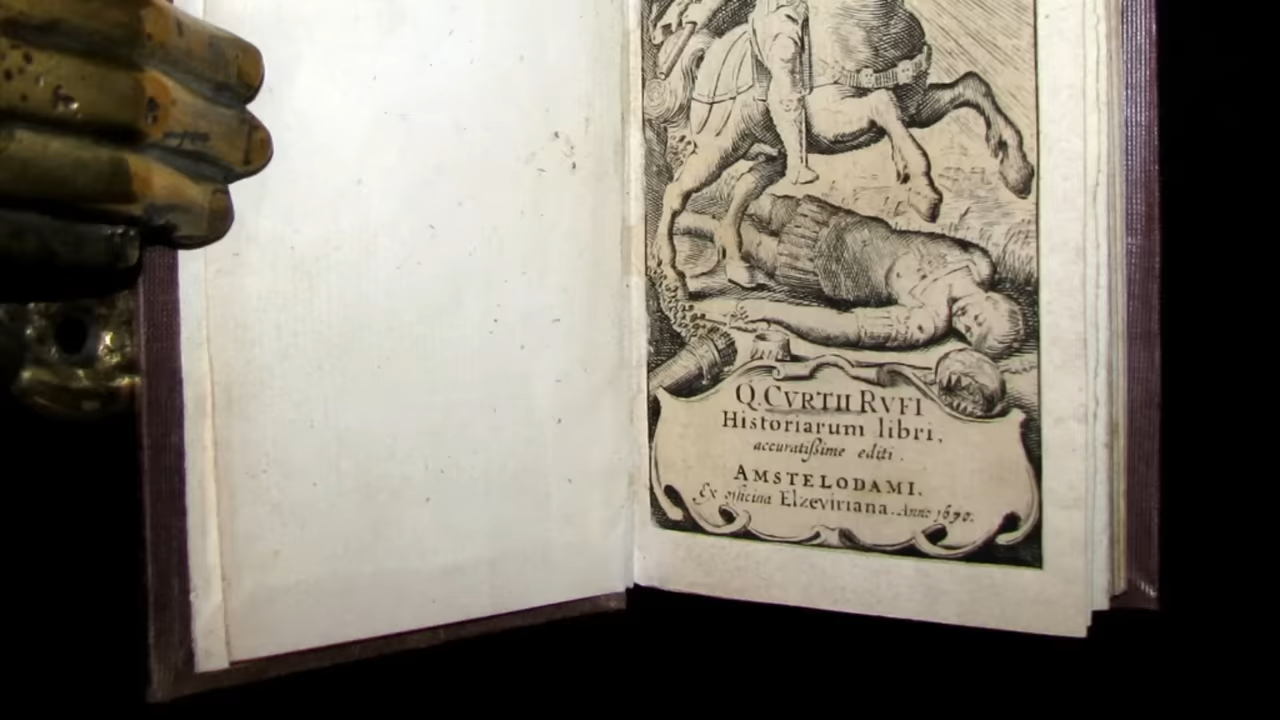 Q. CVRTII RVFI
Historiarum libri,
accuratißime editi.
AMSTELODAMI.
Ex officina Elzeviriana. Anno 1670.